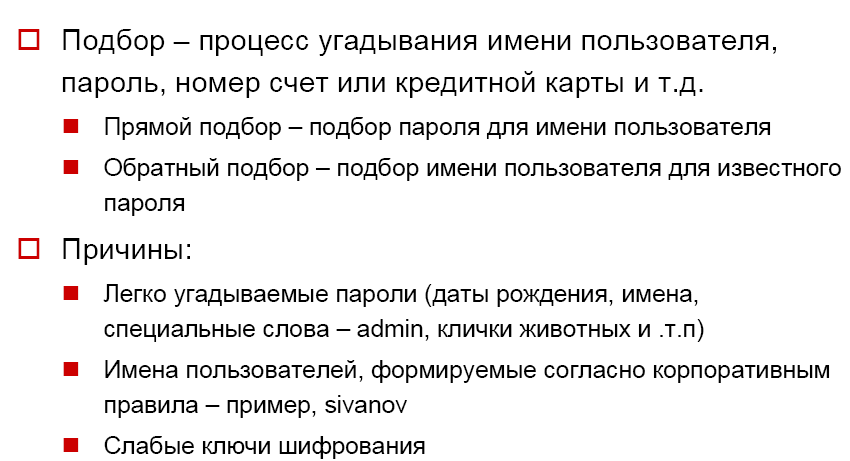 Подбор – процесс угадывания имени пользователя,
пароль, номер счет или кредитной карты и т.д.
Прямой подбор – подбор пароля для имени пользователя
Обратный подбор – подбор имени пользователя для известного
пароля
Причины:
Легко угадываемые пароли (даты рождения, имена,
специальные слова – admin, клички животных и .т.п)
Имена пользователей, формируемые согласно корпоративным
правила – пример, sivanov
Слабые ключи шифрования